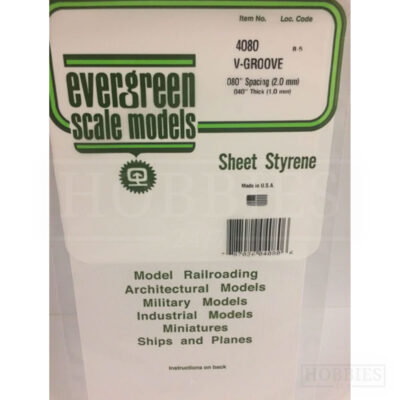 Item No. Loc. Code
4080 R-5
V-GROOVE
.080" Spacing (2.0 mm)
.040" Thick (1.0 mm)
evergreen
scale models
Sheet Styrene
Made in U.S.A.
HOBBIES
Model Railroading
Architectural Models
Military Models
Industrial Models
Miniatures
Ships and Planes
Instructions on back
HOBBIES